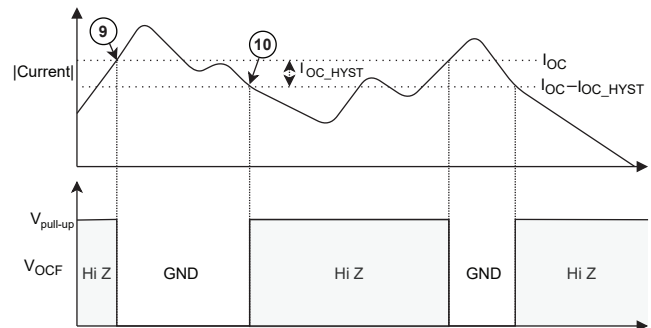 9
10
|Current|
I_OC_HYST
I_OC
I_OC–I_OC_HYST
V_pull-up
V_OCF
Hi Z
GND
Hi Z
GND
Hi Z